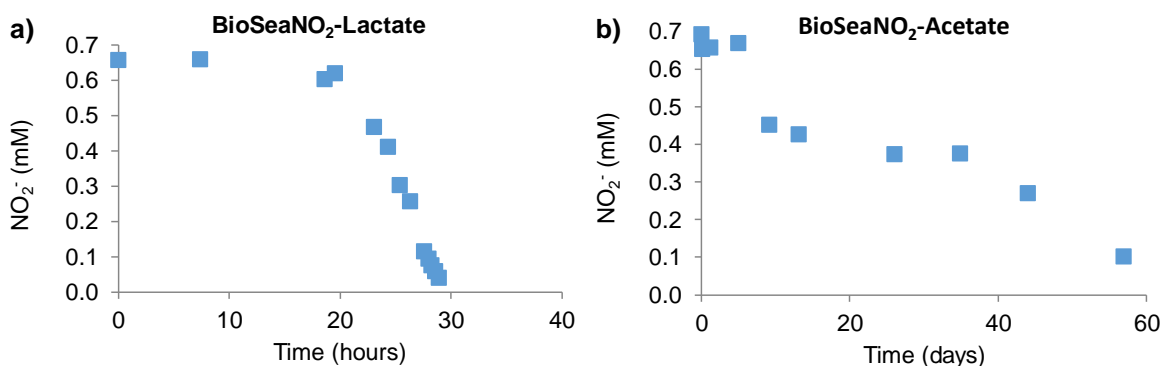 a) BioSeaNO₂-Lactate
0.7
0.6
0.5
0.4
0.3
0.2
0.1
0.0
NO₂⁻ (mM)
0 10 20 30 40
Time (hours)
b) BioSeaNO₂-Acetate
0.7
0.6
0.5
0.4
0.3
0.2
0.1
0.0
NO₂⁻ (mM)
0 20 40 60
Time (days)